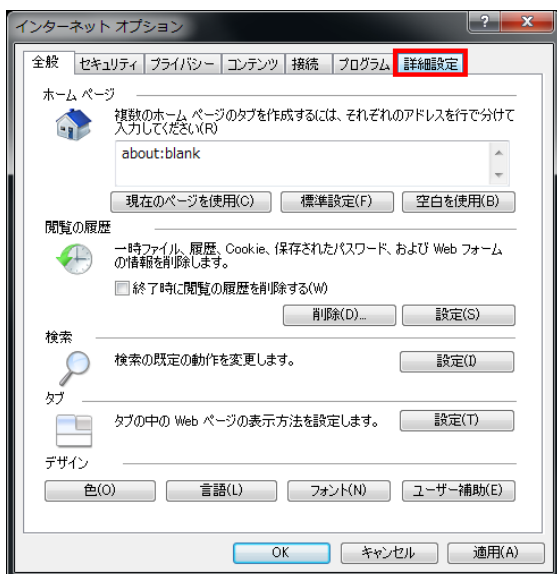 インターネット オプション
全般 セキュリティ プライバシー コンテンツ 接続 プログラム 詳細設定
ホーム ページ
複数のホーム ページのタブを作成するには、それぞれのアドレスを行で分けて
入力してください(R)
about:blank
現在のページを使用(C) 標準設定(F) 空白を使用(B)
閲覧の履歴
一時ファイル、履歴、Cookie、保存されたパスワード、および Web フォーム
の情報を削除します。
終了時に閲覧の履歴を削除する(W)
削除(D)... 設定(S)
検索
検索の既定の動作を変更します。 設定(I)
タブ
タブの中の Web ページの表示方法を設定します。 設定(T)
デザイン
色(O) 言語(L) フォント(N) ユーザー補助(E)
OK キャンセル 適用(A)